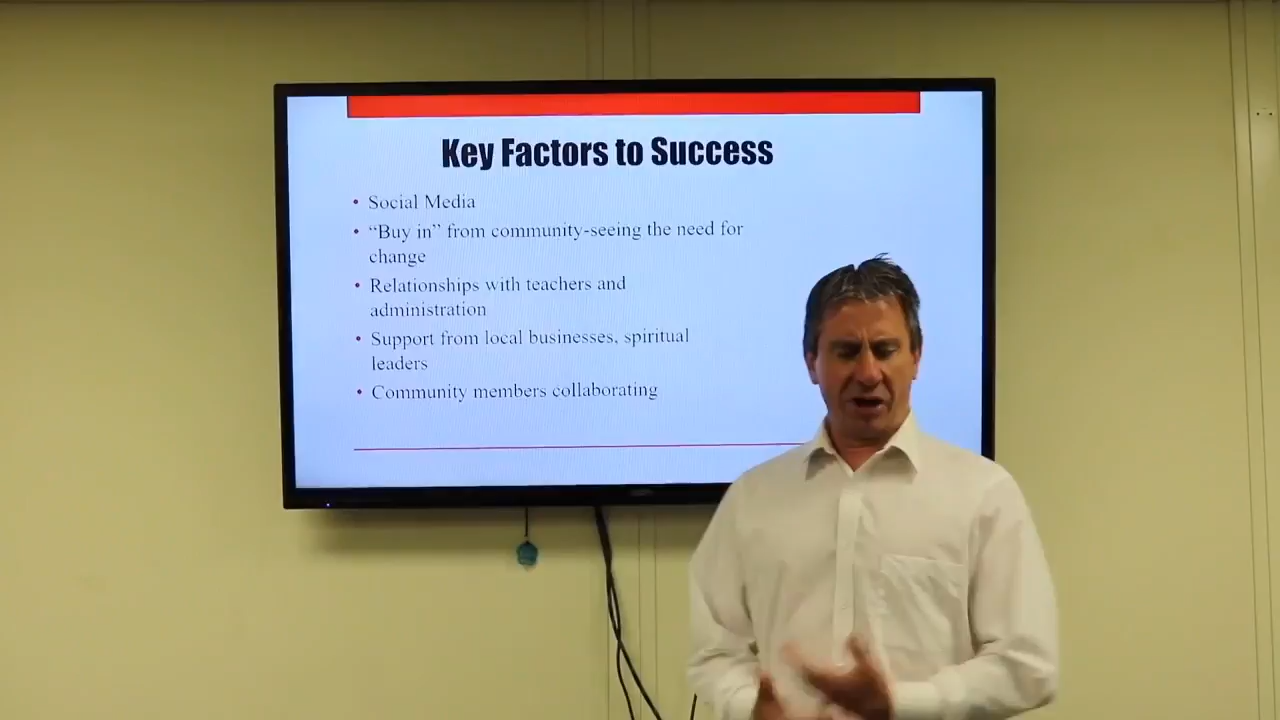 Key Factors to Success
• Social Media
• “Buy in” from community-seeing the need for
change
• Relationships with teachers and
administration
• Support from local businesses, spiritual
leaders
• Community members collaborating